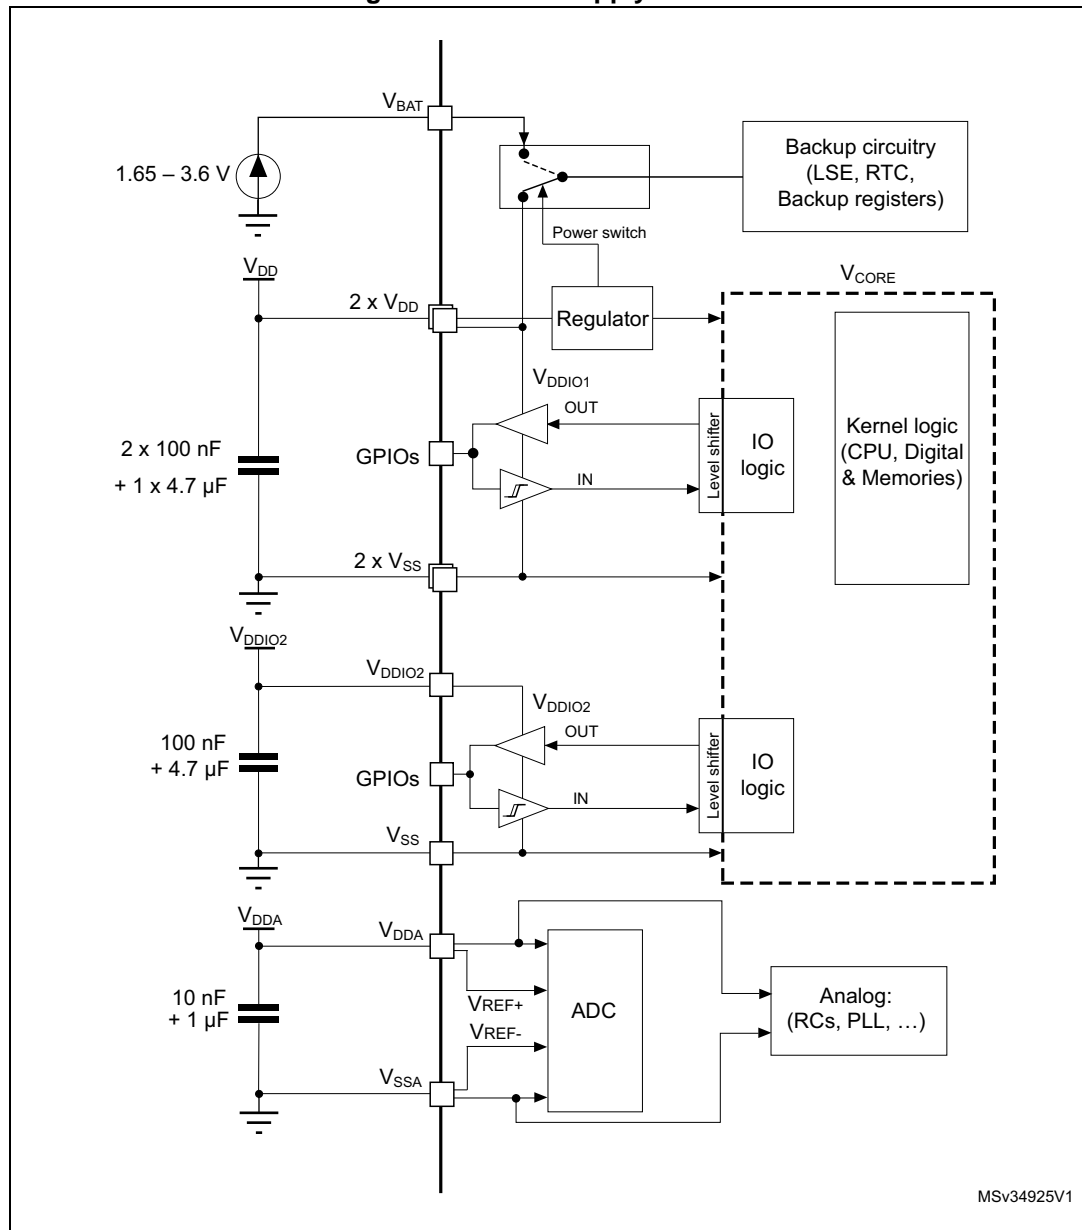 V_BAT
1.65 – 3.6 V
Backup circuitry
(LSE, RTC,
Backup registers)
Power switch
V_DD
2 x V_DD
Regulator
V_CORE
V_DDIO1
OUT
Level shifter
IO
logic
Kernel logic
(CPU, Digital
& Memories)
2 x 100 nF
+ 1 x 4.7 µF
GPIOs
IN
2 x V_SS
V_DDIO2
V_DDIO2
V_DDIO2
OUT
Level shifter
IO
logic
100 nF
+ 4.7 µF
GPIOs
IN
V_SS
V_DDA
V_DDA
10 nF
+ 1 µF
VREF+
VREF-
ADC
Analog:
(RCs, PLL, …)
V_SSA
MSv34925V1